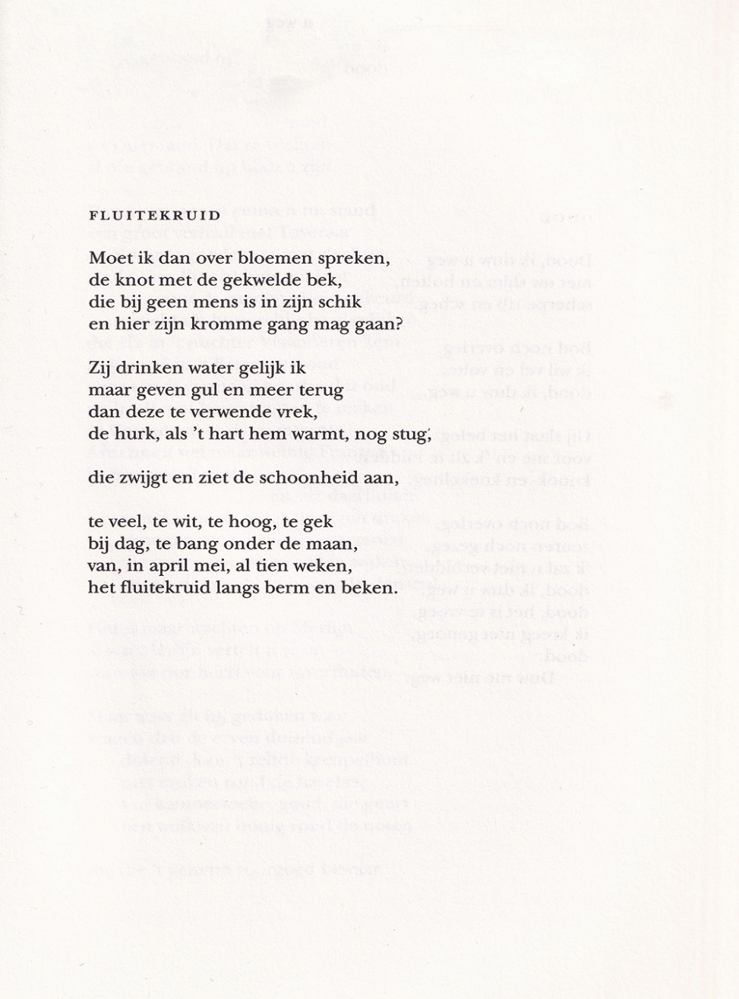 FLUITEKRUID
Moet ik dan over bloemen spreken,
de knot met de gekwelde bek,
die bij geen mens is in zijn schik
en hier zijn kromme gang mag gaan?
Zij drinken water gelijk ik
maar geven gul en meer terug
dan deze te verwende vrek,
de hurk, als 't hart hem warmt, nog stug,
die zwijgt en ziet de schoonheid aan,
te veel, te wit, te hoog, te gek
bij dag, te bang onder de maan,
van, in april mei, al tien weken,
het fluitekruid langs berm en beken.